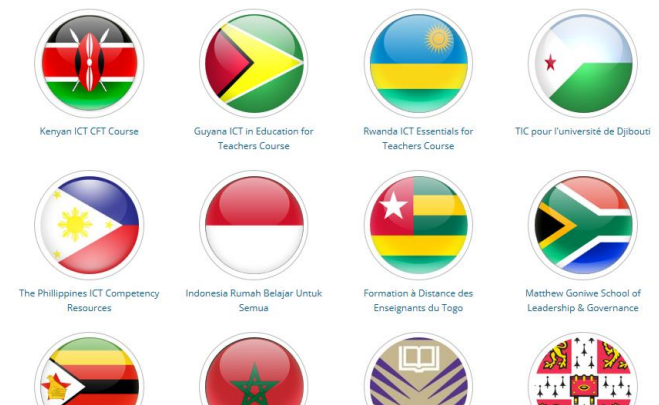 Kenyan ICT CFT Course
Guyana ICT in Education for
Teachers Course
Rwanda ICT Essentials for
Teachers Course
TIC pour l'université de Djibouti
The Phillippines ICT Competency
Resources
Indonesia Rumah Belajar Untuk
Semua
Formation à Distance des
Enseignants du Togo
Matthew Goniwe School of
Leadership & Governance